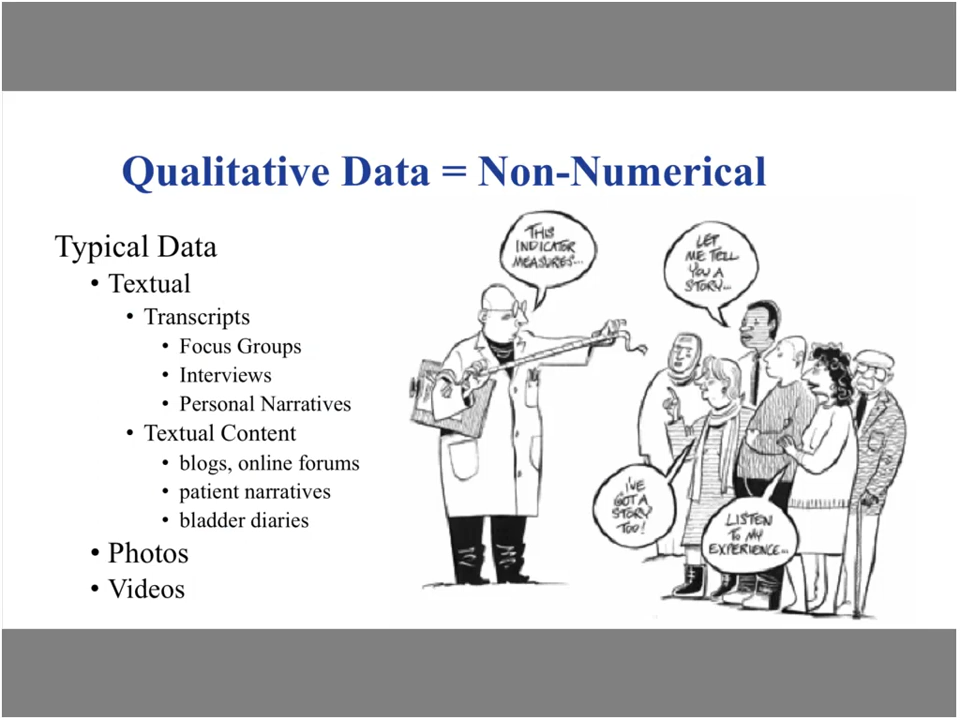 Qualitative Data = Non-Numerical
Typical Data
• Textual
• Transcripts
• Focus Groups
• Interviews
• Personal Narratives
• Textual Content
• blogs, online forums
• patient narratives
• bladder diaries
• Photos
• Videos
THIS
INDICATOR
MEASURES...
LET
ME TELL
YOU A
STORY...
I'VE
GOT A
STORY
TOO!
LISTEN
TO MY
EXPERIENCE...